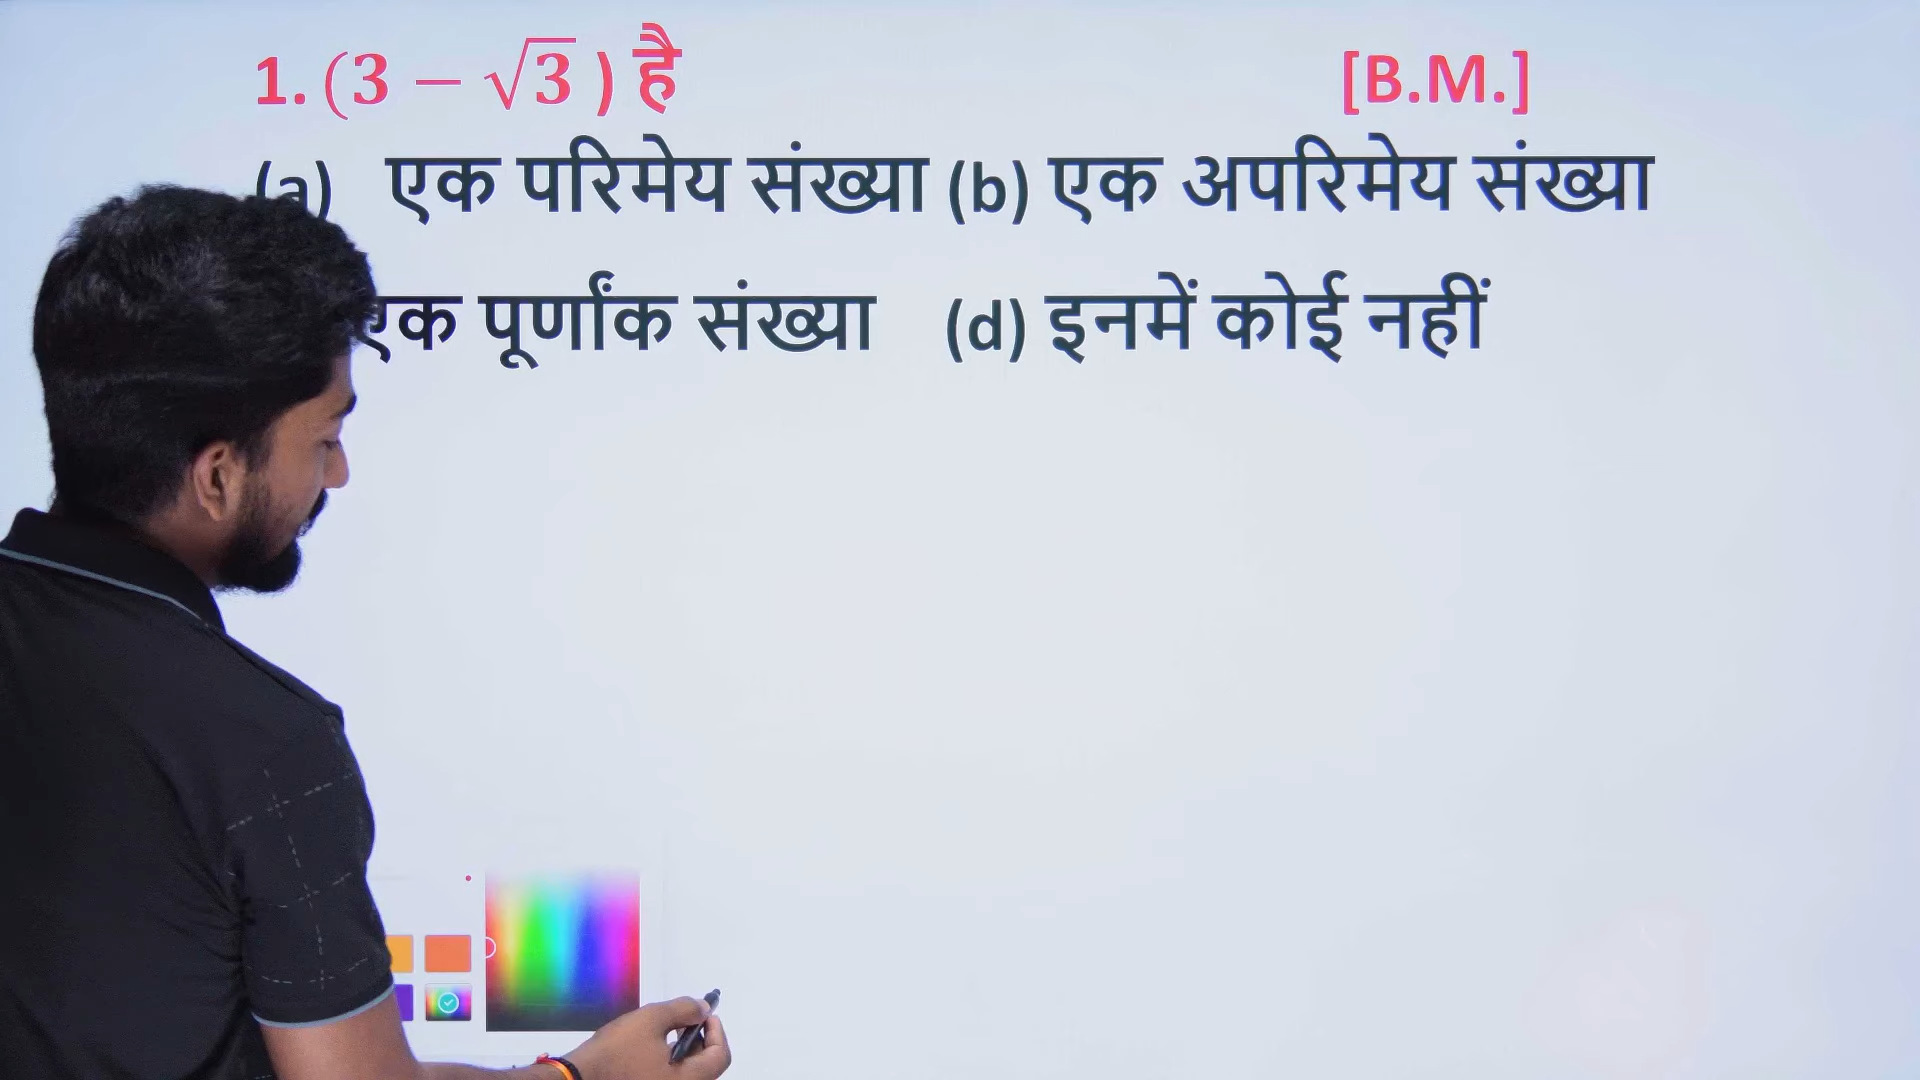 1. (3 − √3 ) है [B.M.]
(a) एक परिमेय संख्या (b) एक अपरिमेय संख्या
एक पूर्णांक संख्या (d) इनमें कोई नहीं